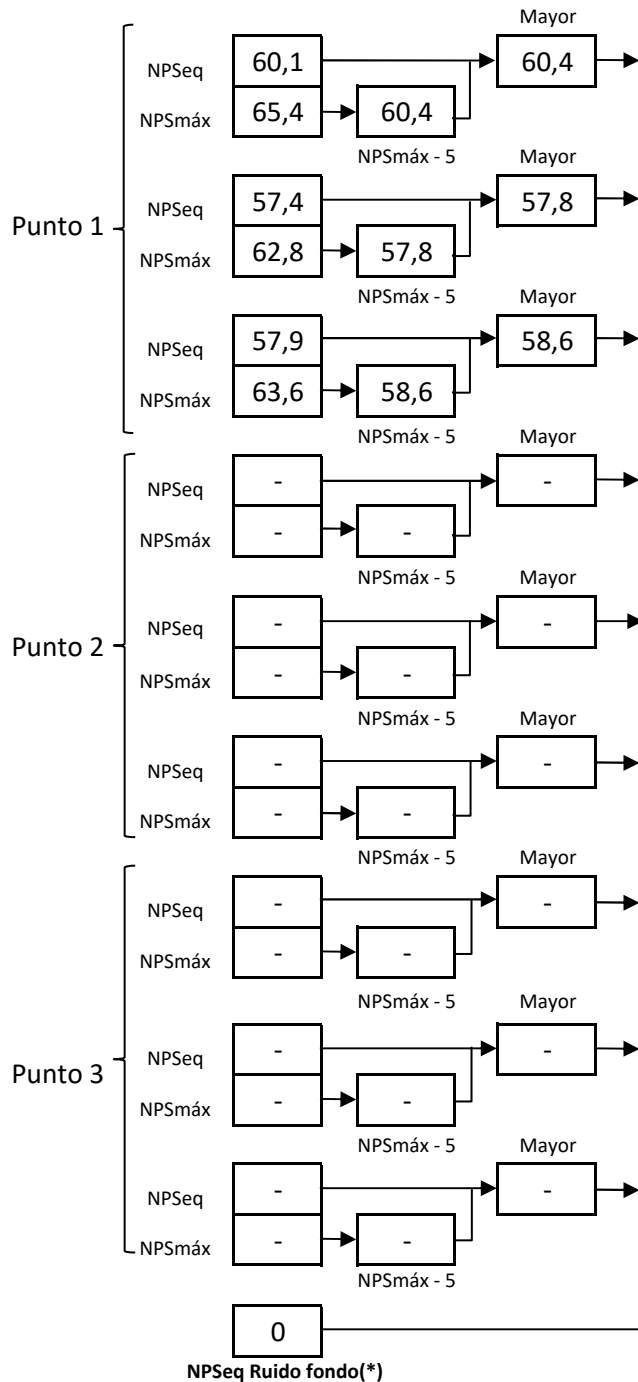 Mayor
NPSeq 60,1 60,4
NPSmáx 65,4 60,4
NPSmáx - 5 Mayor
Punto 1
NPSeq 57,4 57,8
NPSmáx 62,8 57,8
NPSmáx - 5 Mayor
NPSeq 57,9 58,6
NPSmáx 63,6 58,6
NPSmáx - 5 Mayor
NPSeq - -
NPSmáx - -
NPSmáx - 5 Mayor
Punto 2
NPSeq - -
NPSmáx - -
NPSmáx - 5 Mayor
NPSeq - -
NPSmáx - -
NPSmáx - 5 Mayor
NPSeq - -
NPSmáx - -
NPSmáx - 5 Mayor
Punto 3
NPSeq - -
NPSmáx - -
NPSmáx - 5 Mayor
NPSeq - -
NPSmáx - -
NPSmáx - 5
0
NPSeq Ruido fondo(*)